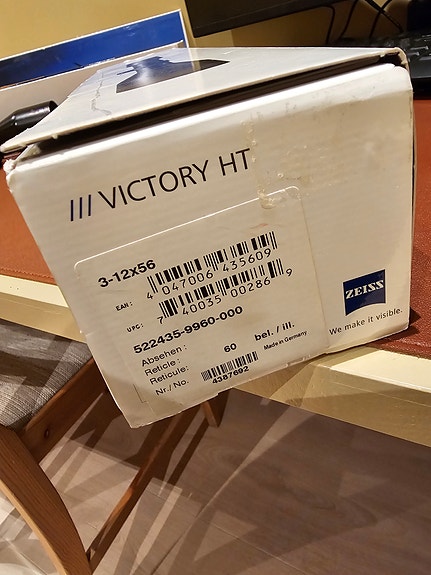 /// VICTORY HT
3-12x56
EAN: 4 047006 435609
UPC: 7 40035 00286 9
522435-9960-000
Absehen:
Reticle: 60 bel./ill.
Reticule: Made in Germany
Nr./No. 4387692
ZEISS
We make it visible.